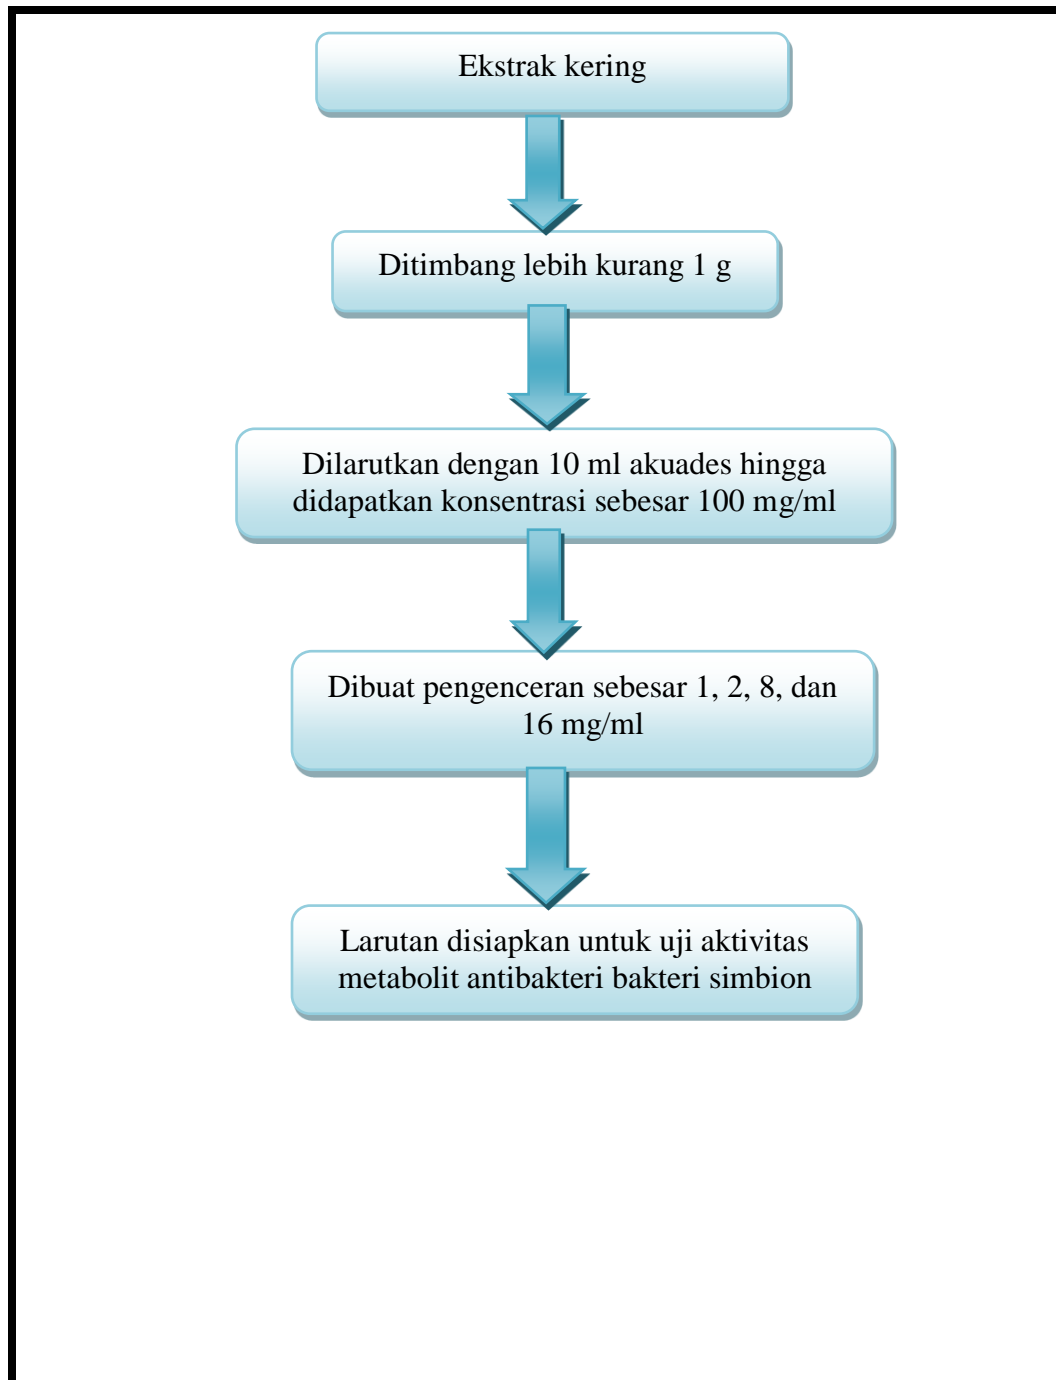 Ekstrak kering
Ditimbang lebih kurang 1 g
Dilarutkan dengan 10 ml akuades hingga
didapatkan konsentrasi sebesar 100 mg/ml
Dibuat pengenceran sebesar 1, 2, 8, dan
16 mg/ml
Larutan disiapkan untuk uji aktivitas
metabolit antibakteri bakteri simbion